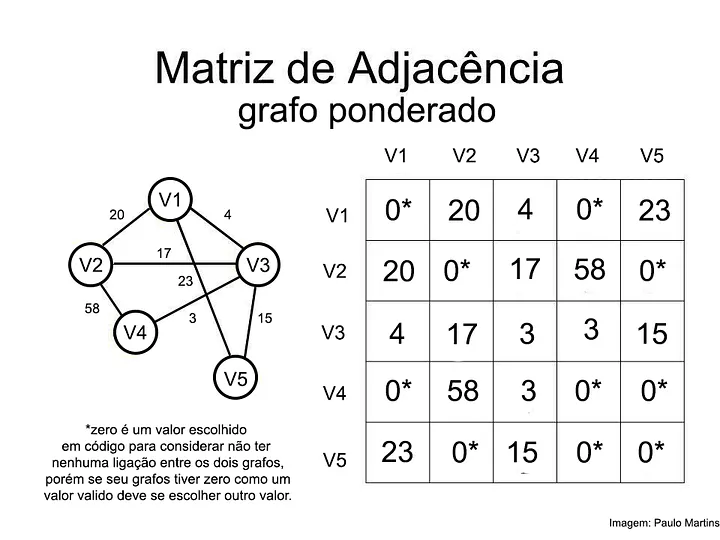 Matriz de Adjacência
grafo ponderado
V1 V2 V3 V4 V5
V1 0* 20 4 0* 23
V2 20 0* 17 58 0*
V3 4 17 3 3 15
V4 0* 58 3 0* 0*
V5 23 0* 15 0* 0*
V1
20
4
V2
17
V3
23
58
3
15
V4
V5
*zero é um valor escolhido
em código para considerar não ter
nenhuma ligação entre os dois grafos,
porém se seu grafos tiver zero como um
valor valido deve se escolher outro valor.
Imagem: Paulo Martins